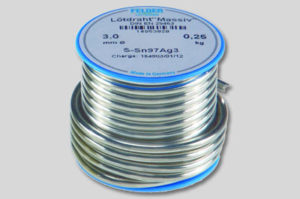 FELDER
Lötdraht "Massiv"
3.0 0,25
mm Ø kg
S-Sn97Ag3
Made in Germany